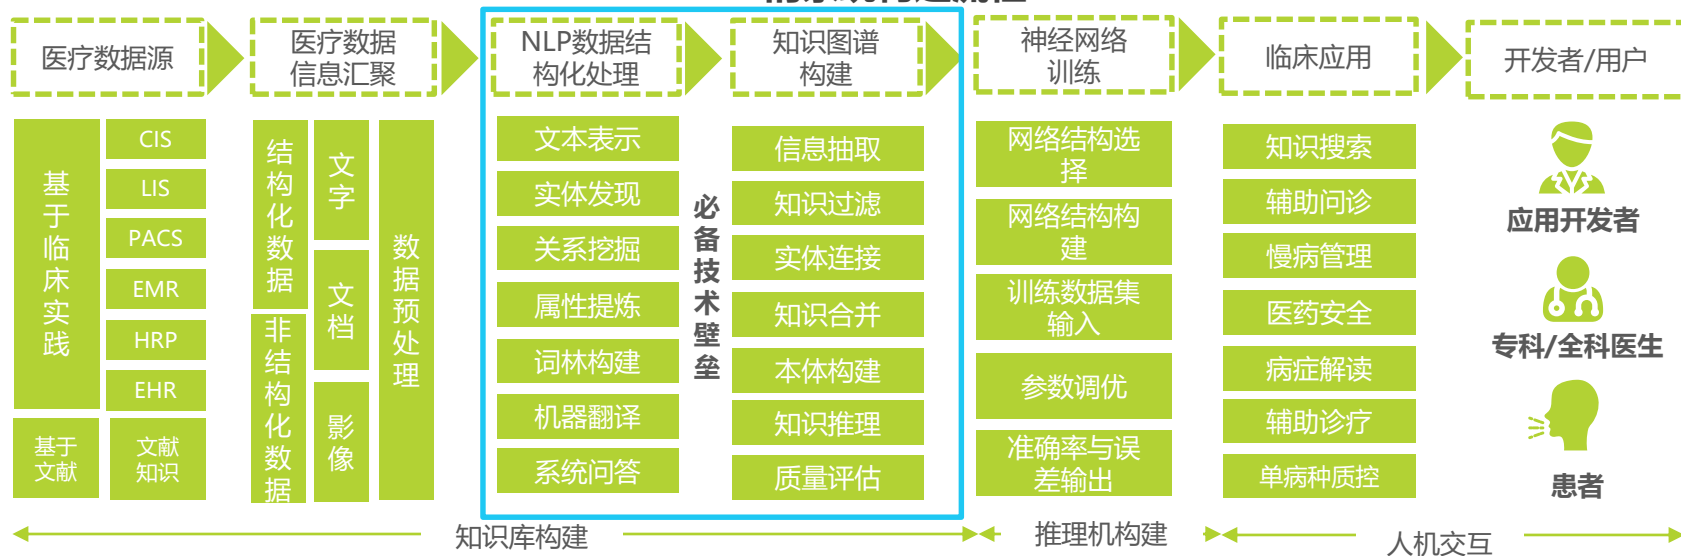 医疗数据源
医疗数据
信息汇聚
NLP数据结
构化处理
知识图谱
构建
神经网络
训练
临床应用
开发者/用户
基于临床实践
CIS
LIS
PACS
EMR
HRP
EHR
基于
文献
文献
知识
结构化数据
非结构化数据
文字
文档
影像
数据预处理
文本表示
实体发现
关系挖掘
属性提炼
词林构建
机器翻译
系统问答
必备技术壁垒
信息抽取
知识过滤
实体连接
知识合并
本体构建
知识推理
质量评估
网络结构选
择
网络结构构
建
训练数据集
输入
参数调优
准确率与误
差输出
知识搜索
辅助问诊
慢病管理
医药安全
病症解读
辅助诊疗
单病种质控
应用开发者
专科/全科医生
患者
知识库构建
推理机构建
人机交互